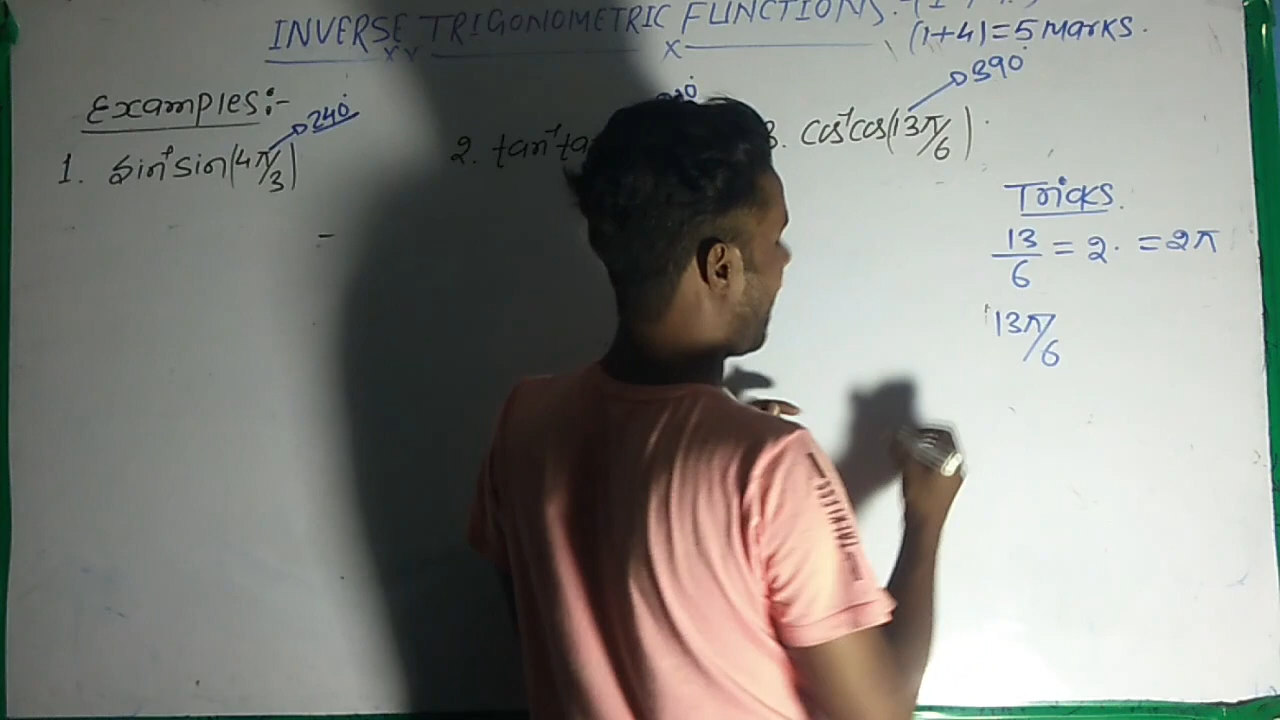 INVERSE TRIGONOMETRIC FUNCTIONS.
(1+4)=5 Marks.
Examples:-
1. Sin⁻¹Sin(4π/3) → 240°
2. tan⁻¹ta
3. cos⁻¹cos(13π/6) → 390°
Tricks.
13/6 = 2. = 2π
13π/6